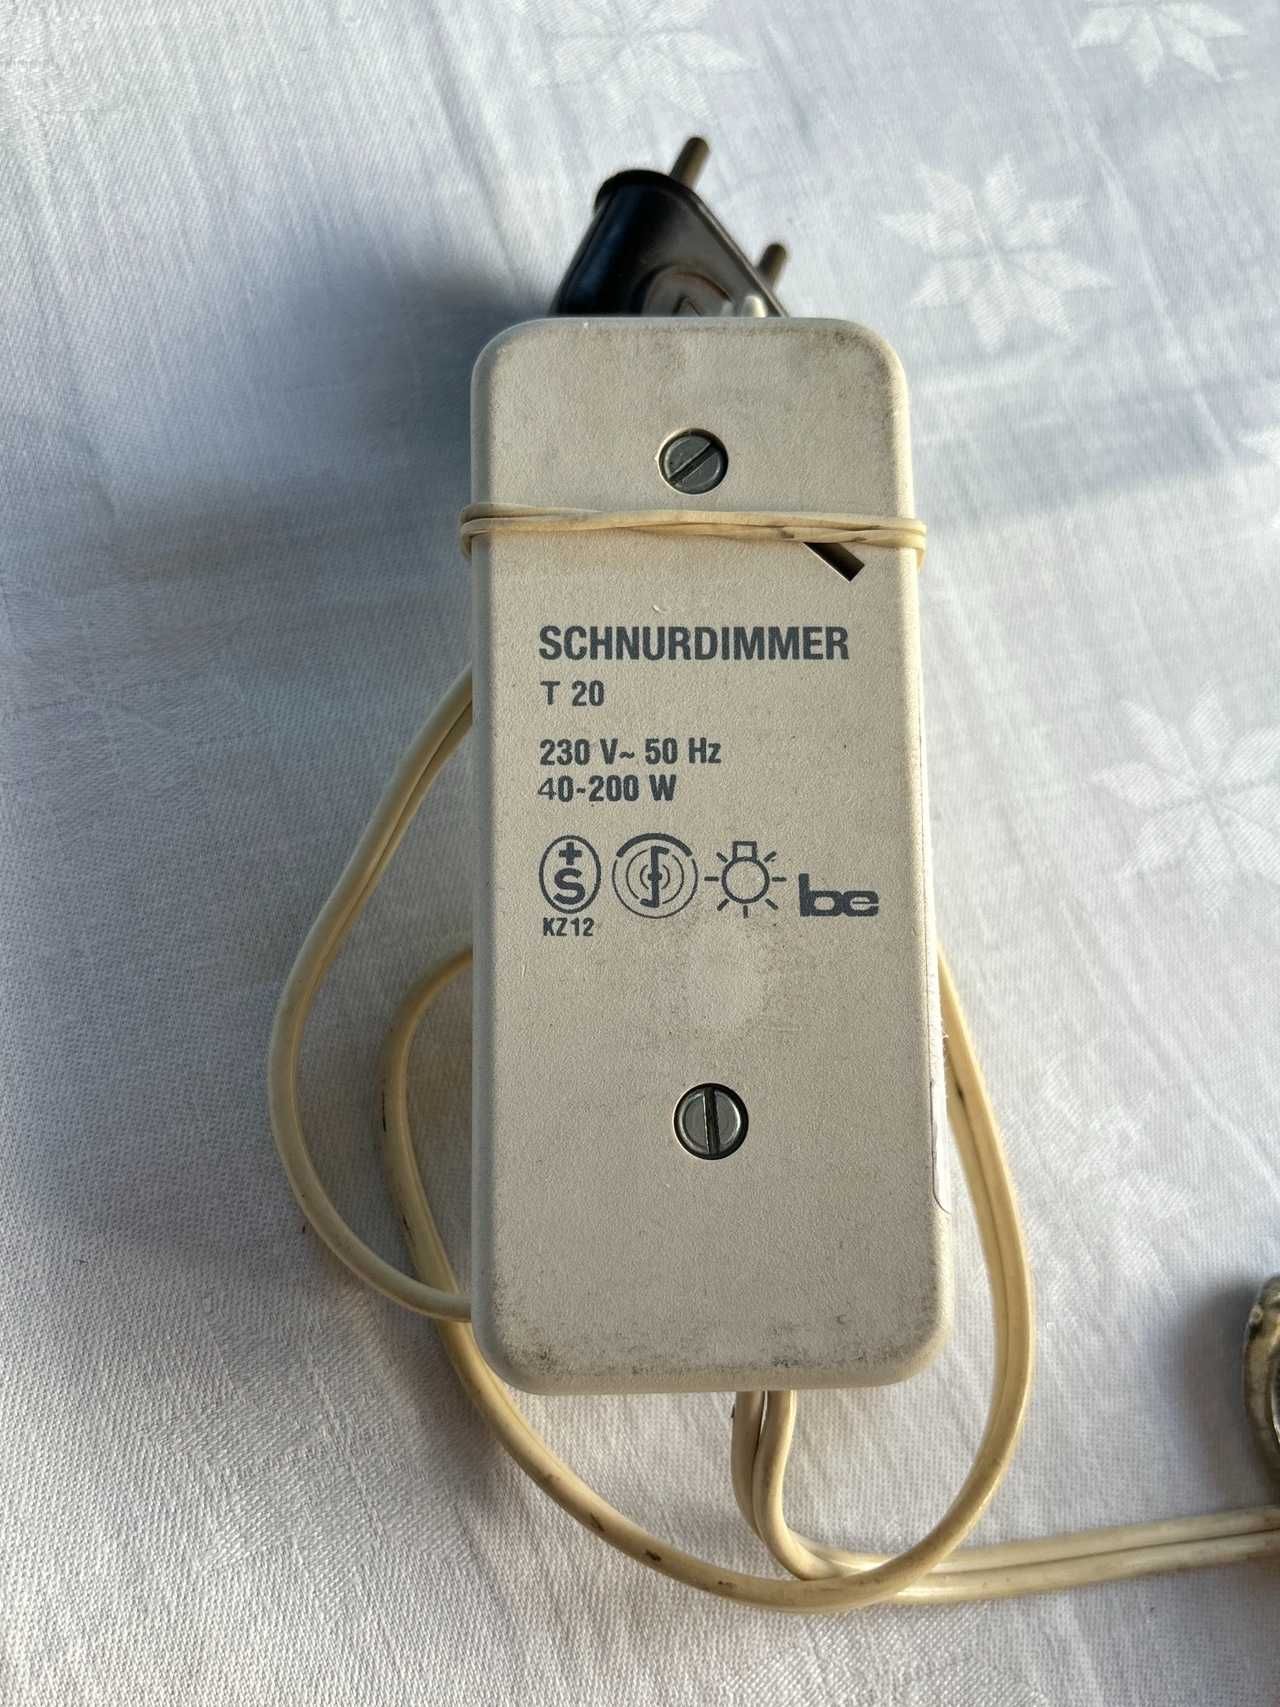 SCHNURDIMMER
T 20
230 V~ 50 Hz
40-200 W
+S
KZ12
be